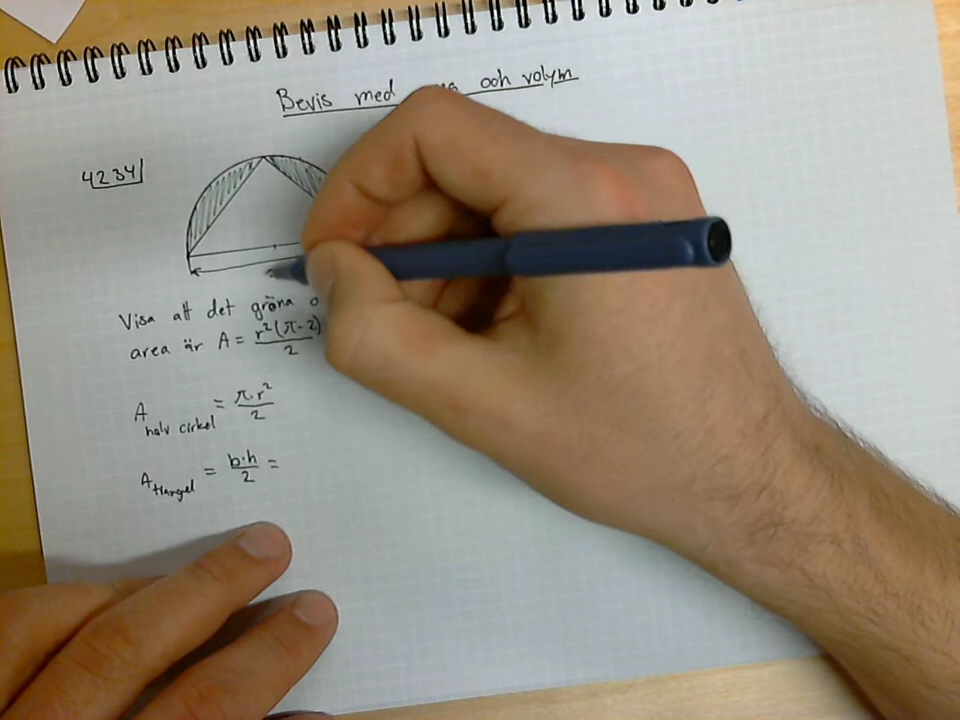 Bevis med och volym
4234
Visa att det gröna
area är A = r²(π-2)/2
A halv cirkel = π·r²/2
A triangel = b·h/2 =